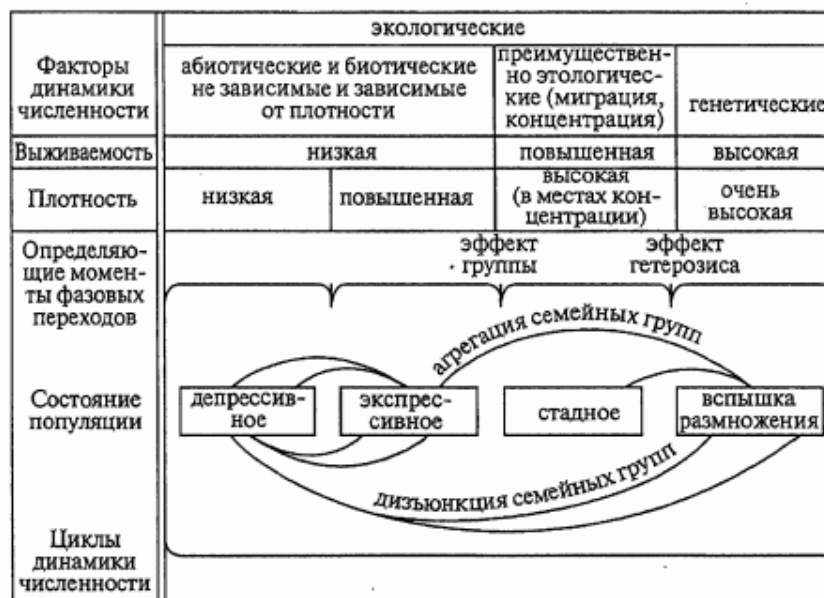 экологические
Факторы
динамики
численности
абиотические и биотические
не зависимые и зависимые
от плотности
преимуществен-
но этологичес-
кие (миграция,
концентрация)
генетические
Выживаемость
низкая
повышенная
высокая
Плотность
низкая
повышенная
высокая
(в местах кон-
центрации)
очень
высокая
Определяю-
щие момен-
ты фазовых
переходов
эффект
группы
эффект
гетерозиса
агрегация семейных групп
Состояние
популяции
депрессив-
ное
экспрес-
сивное
стадное
вспышка
размножения
дизъюнкция семейных групп
Циклы
динамики
численности